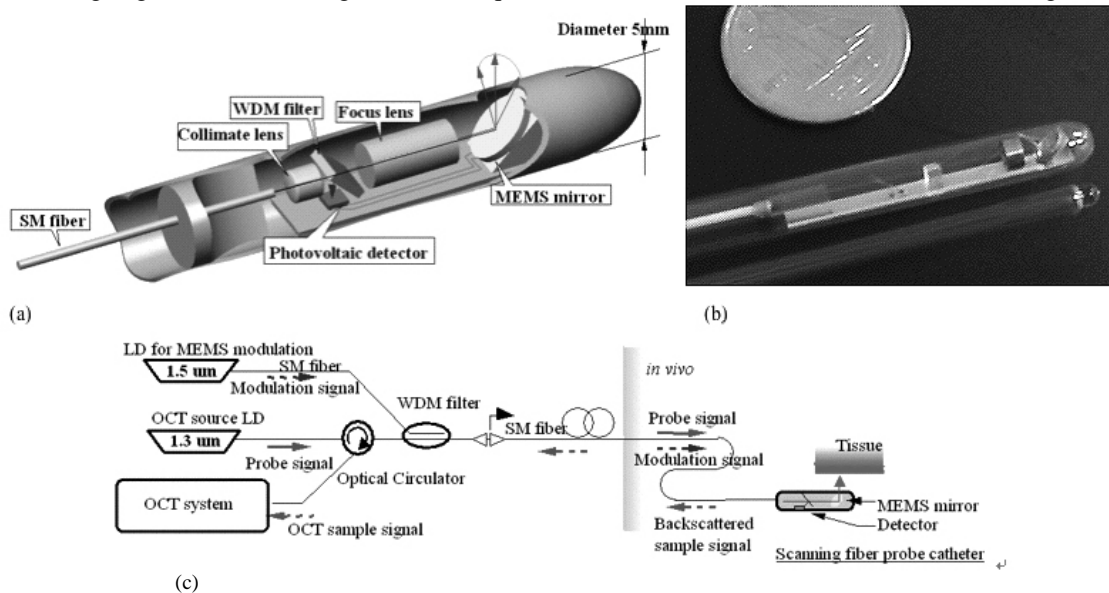 Diameter 5mm
WDM filter
Focus lens
Collimate lens
MEMS mirror
SM fiber
Photovoltaic detector
(a)
(b)
LD for MEMS modulation
1.5 um
SM fiber
Modulation signal
in vivo
OCT source LD
WDM filter
1.3 um
SM fiber
Probe signal
Probe signal
Modulation signal
Tissue
Optical Circulator
OCT system
OCT sample signal
MEMS mirror
Detector
Backscattered
sample signal
Scanning fiber probe catheter
(c)